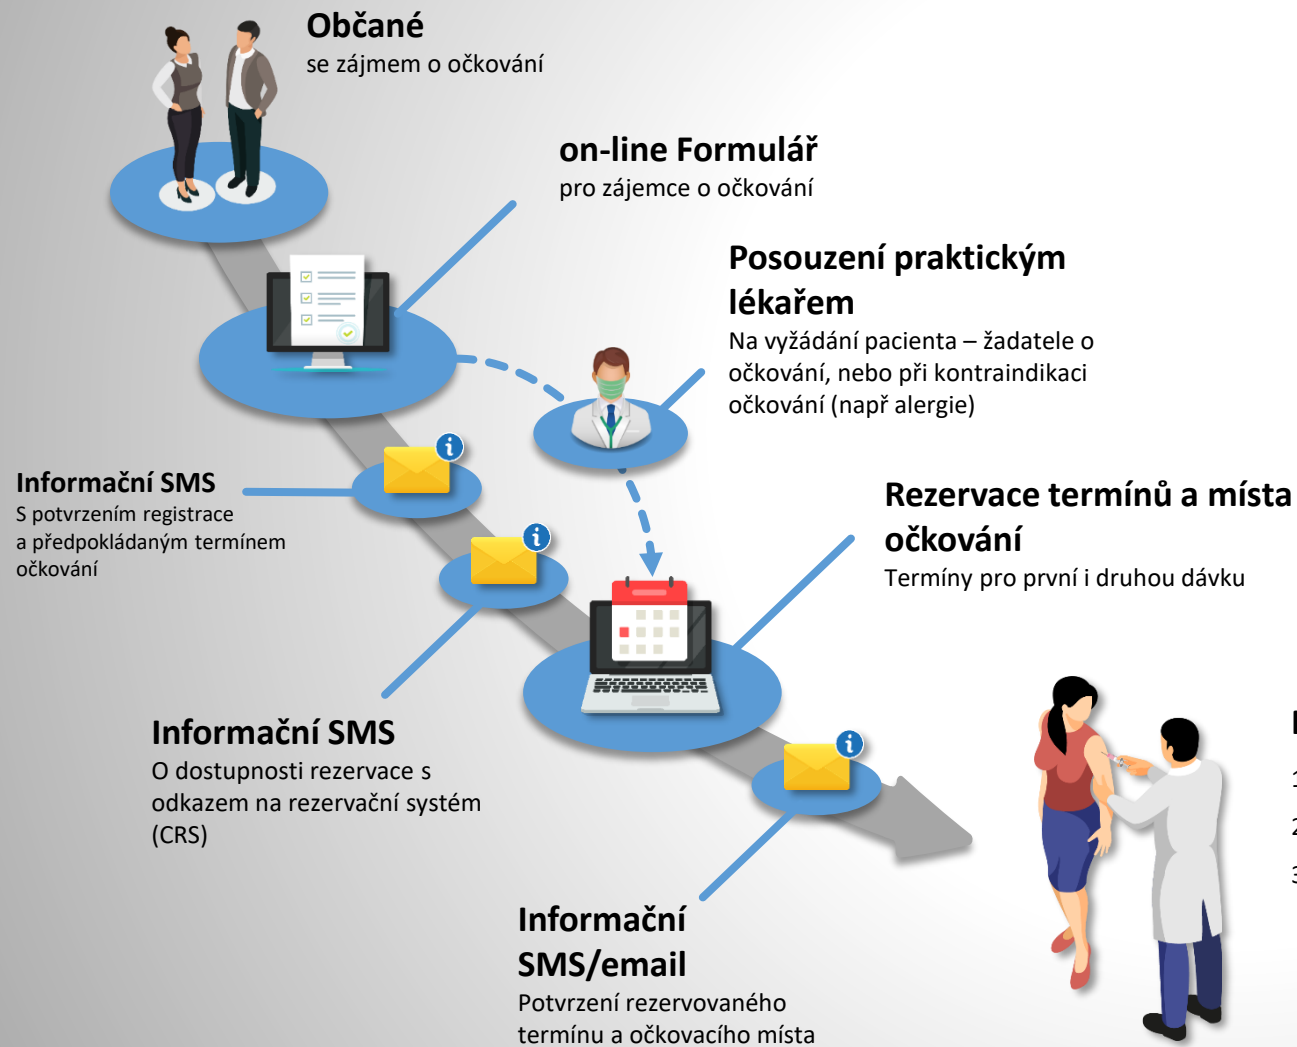 Občané
se zájmem o očkování
on-line Formulář
pro zájemce o očkování
Posouzení praktickým
lékařem
Na vyžádání pacienta – žadatele o
očkování, nebo při kontraindikaci
očkování (např alergie)
Informační SMS
S potvrzením registrace
a předpokládaným termínem
očkování
Rezervace termínů a místa
očkování
Termíny pro první i druhou dávku
Informační SMS
O dostupnosti rezervace s
odkazem na rezervační systém
(CRS)
Informační
SMS/email
Potvrzení rezervovaného
termínu a očkovacího místa